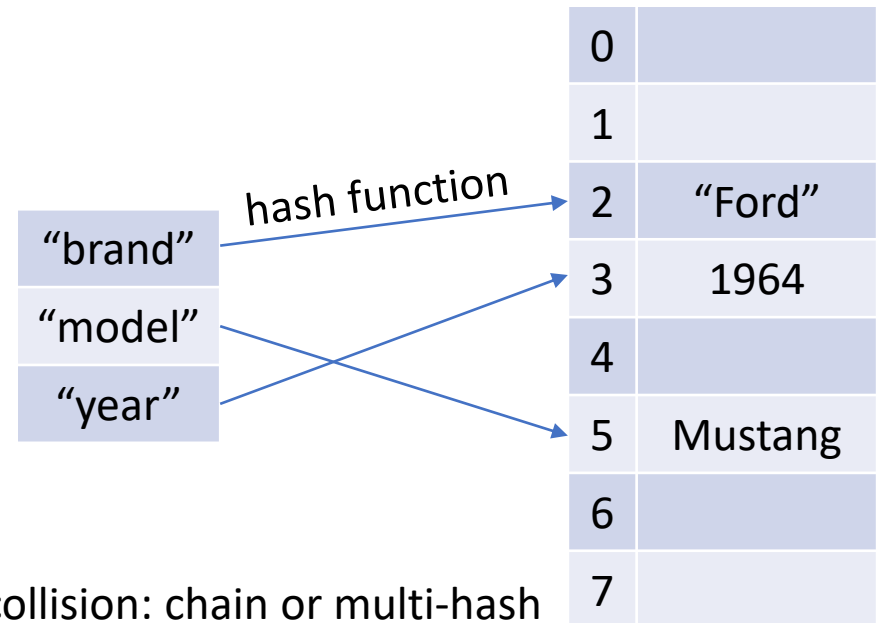 hash function
“brand”
“model”
“year”
0
1
2 “Ford”
3 1964
4
5 Mustang
6
7
collision: chain or multi-hash